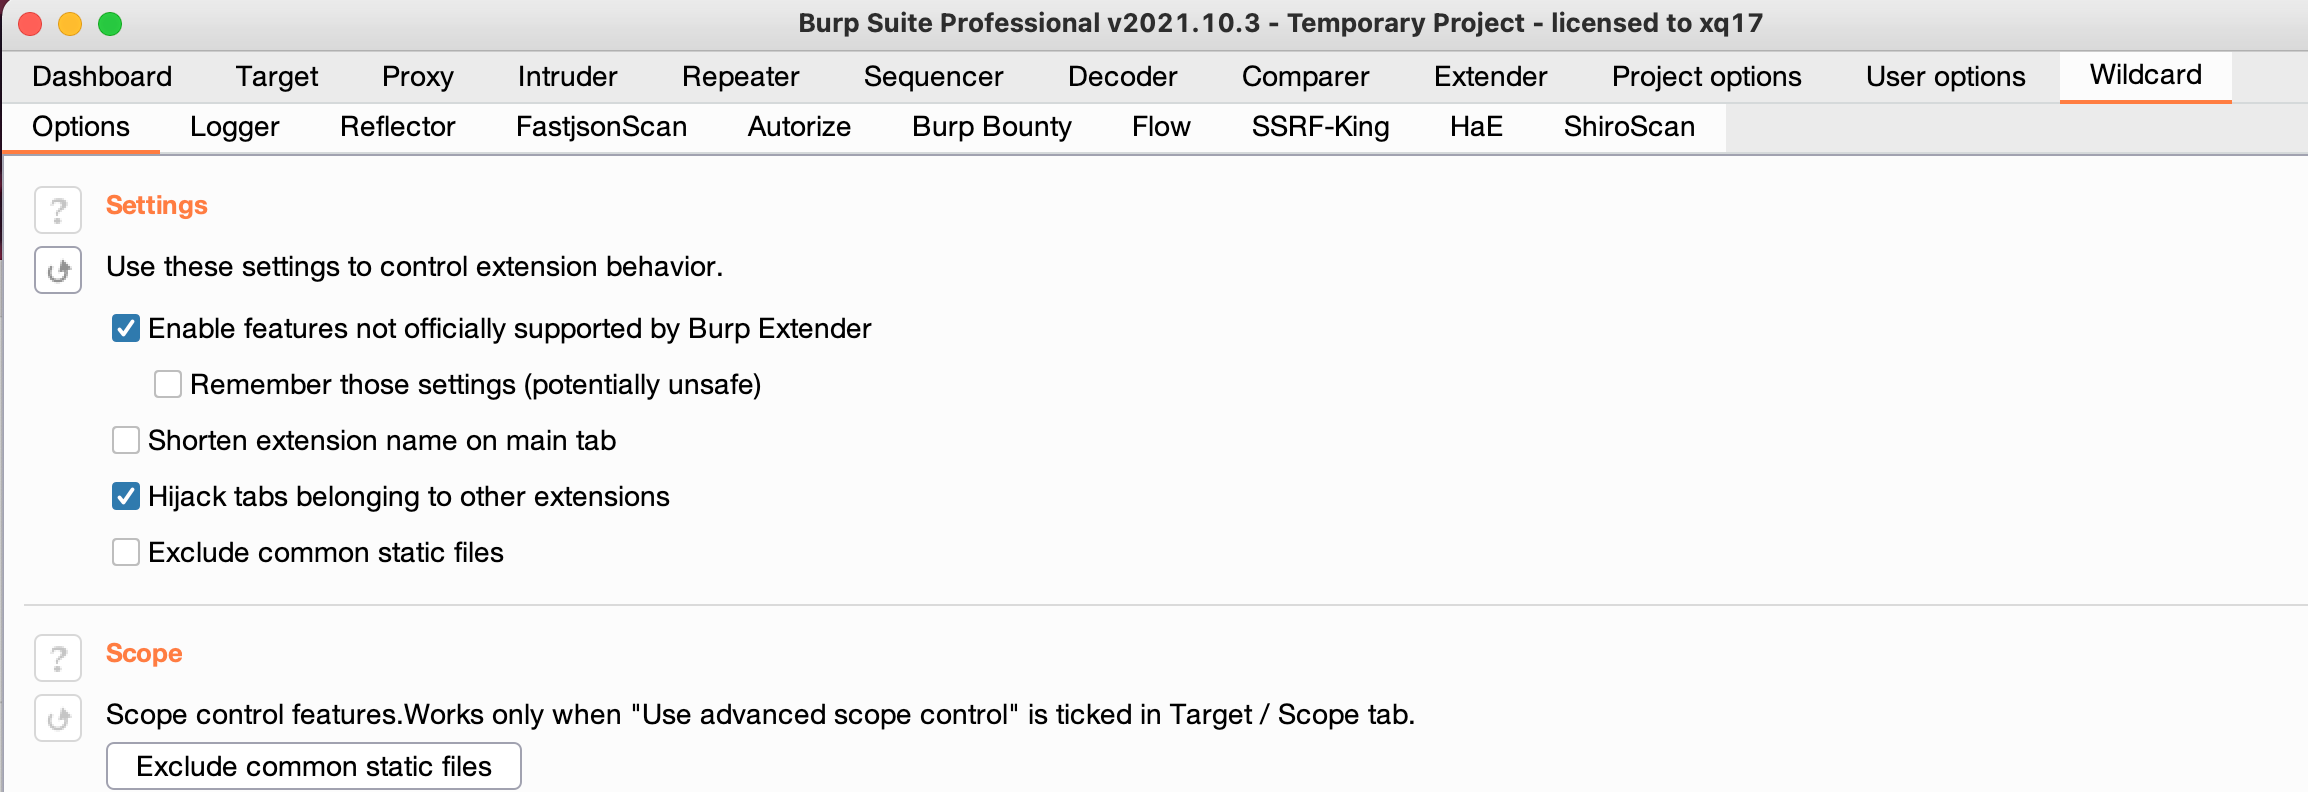 Burp Suite Professional v2021.10.3 - Temporary Project - licensed to xq17
Dashboard Target Proxy Intruder Repeater Sequencer Decoder Comparer Extender Project options User options Wildcard
Options Logger Reflector FastjsonScan Autorize Burp Bounty Flow SSRF-King HaE ShiroScan
? Settings
Use these settings to control extension behavior.
Enable features not officially supported by Burp Extender
Remember those settings (potentially unsafe)
Shorten extension name on main tab
Hijack tabs belonging to other extensions
Exclude common static files
? Scope
Scope control features.Works only when "Use advanced scope control" is ticked in Target / Scope tab.
Exclude common static files